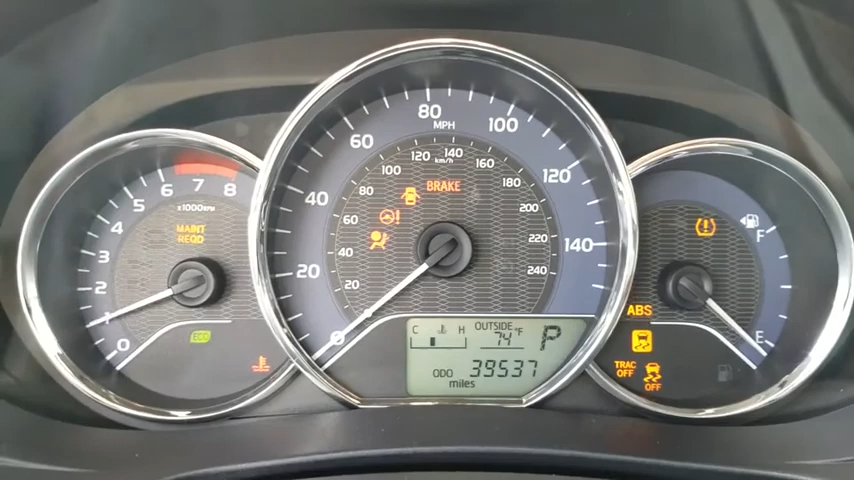 8
7
6
5
4
3
2
1
0
x1000RPM
MAINT
REQD
ECO
0
20
40
60
80
100
120
140
MPH
20
40
60
80
100
120
140
160
180
200
220
240
km/h
BRAKE
C H
OUTSIDE
74 °F
P
ODO 39537
miles
F
E
ABS
TRAC
OFF
OFF